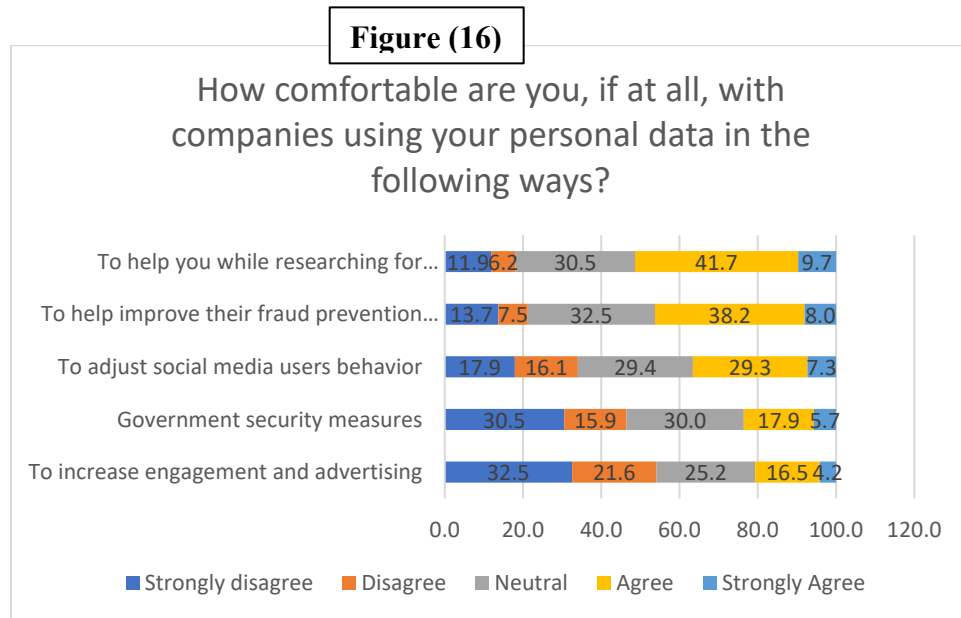 Figure (16)
How comfortable are you, if at all, with
companies using your personal data in the
following ways?
To help you while researching for... 11.9 6.2 30.5 41.7 9.7
To help improve their fraud prevention... 13.7 7.5 32.5 38.2 8.0
To adjust social media users behavior 17.9 16.1 29.4 29.3 7.3
Government security measures 30.5 15.9 30.0 17.9 5.7
To increase engagement and advertising 32.5 21.6 25.2 16.5 4.2
0.0 20.0 40.0 60.0 80.0 100.0 120.0
Strongly disagree Disagree Neutral Agree Strongly Agree